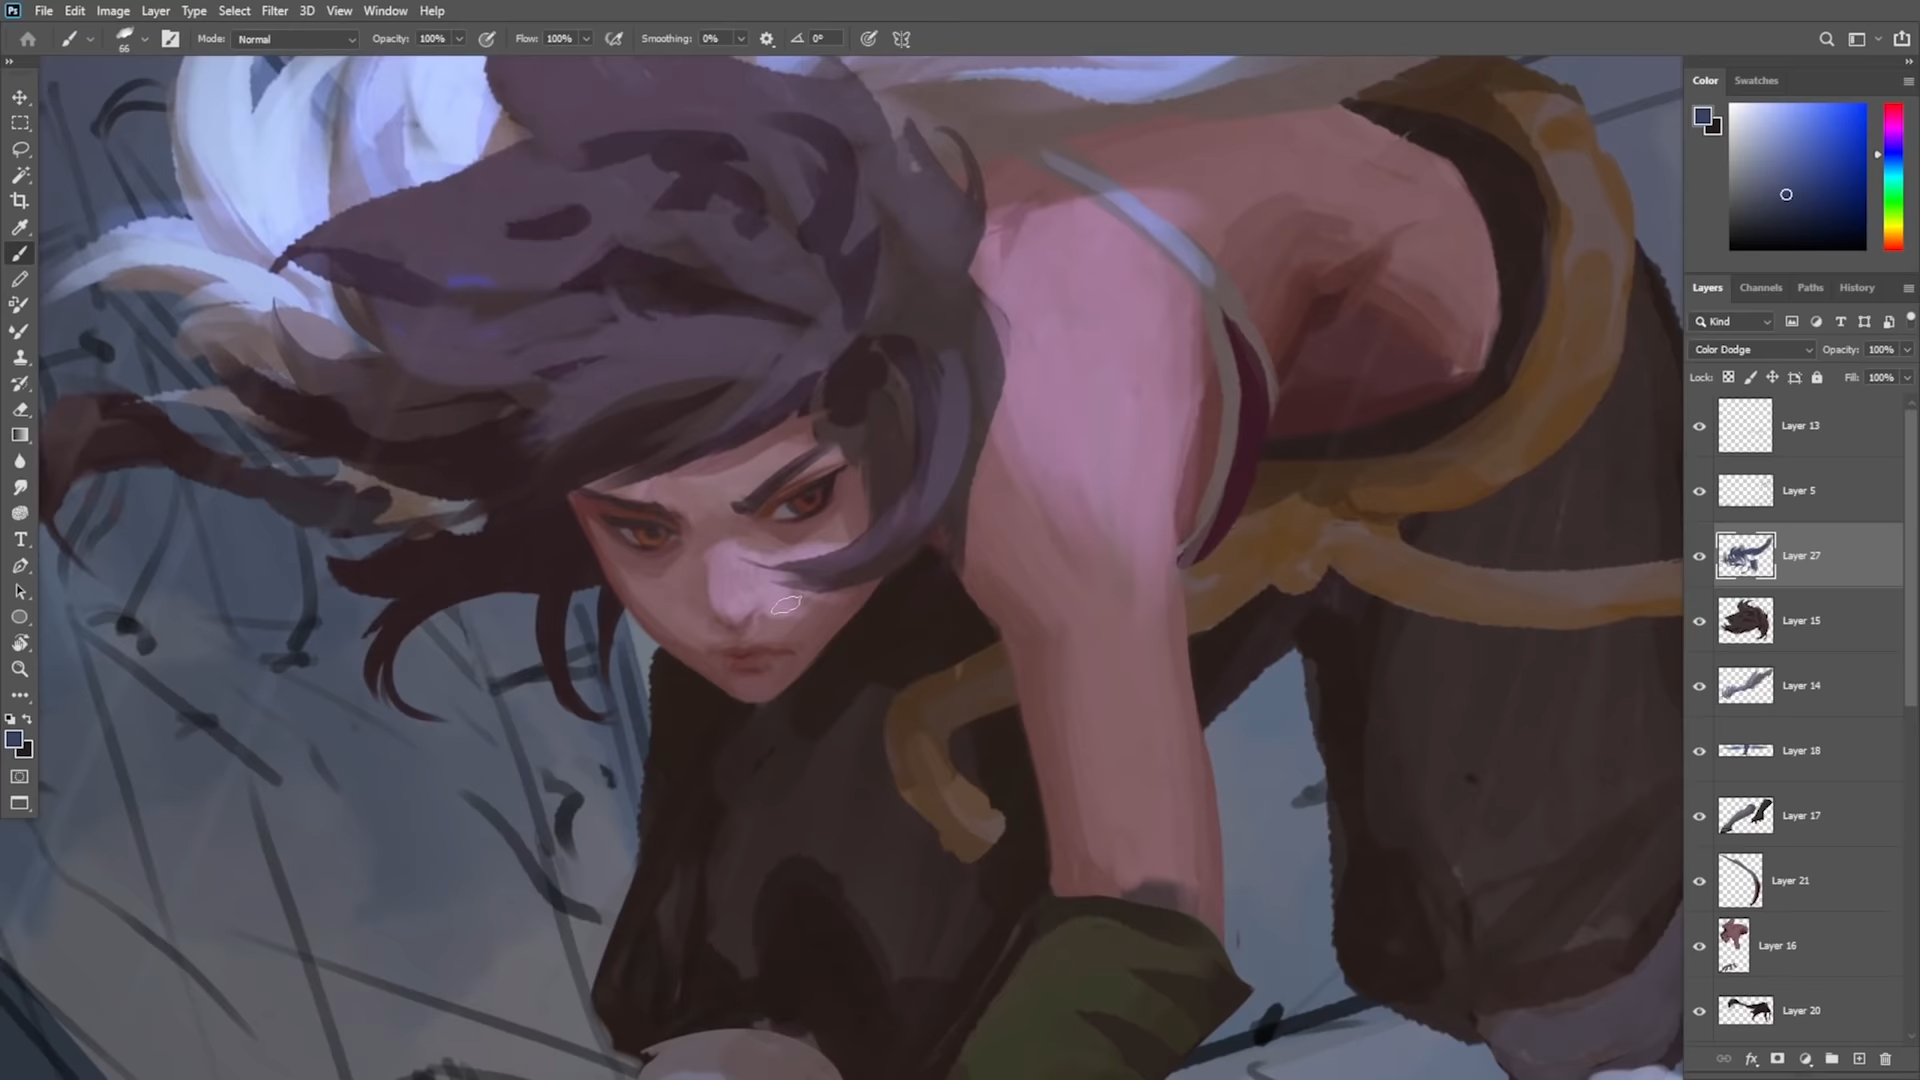 Ps File Edit Image Layer Type Select Filter 3D View Window Help
66 Mode: Normal Opacity: 100% Flow: 100% Smoothing: 0% 0°
Color Swatches
Layers Channels Paths History
Kind
Color Dodge Opacity: 100%
Lock: Fill: 100%
Layer 13
Layer 5
Layer 27
Layer 15
Layer 14
Layer 18
Layer 17
Layer 21
Layer 16
Layer 20